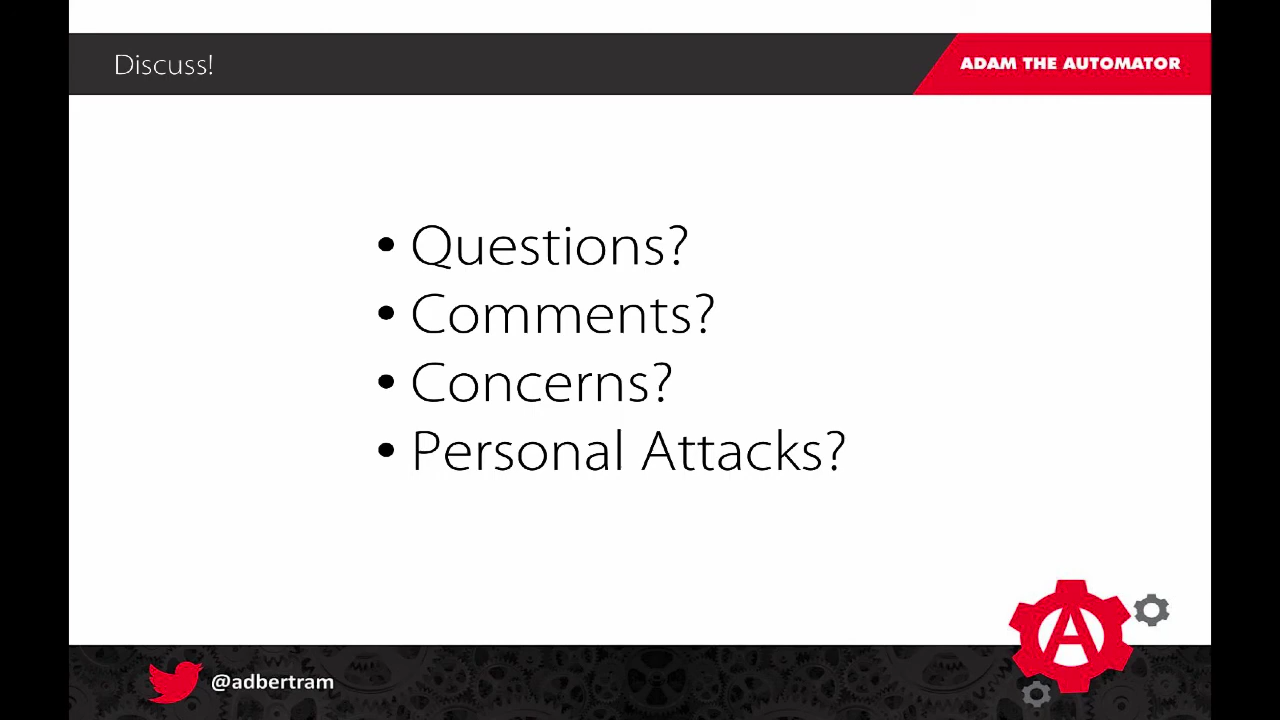 Discuss!
ADAM THE AUTOMATOR
• Questions?
• Comments?
• Concerns?
• Personal Attacks?
A
@adbertram